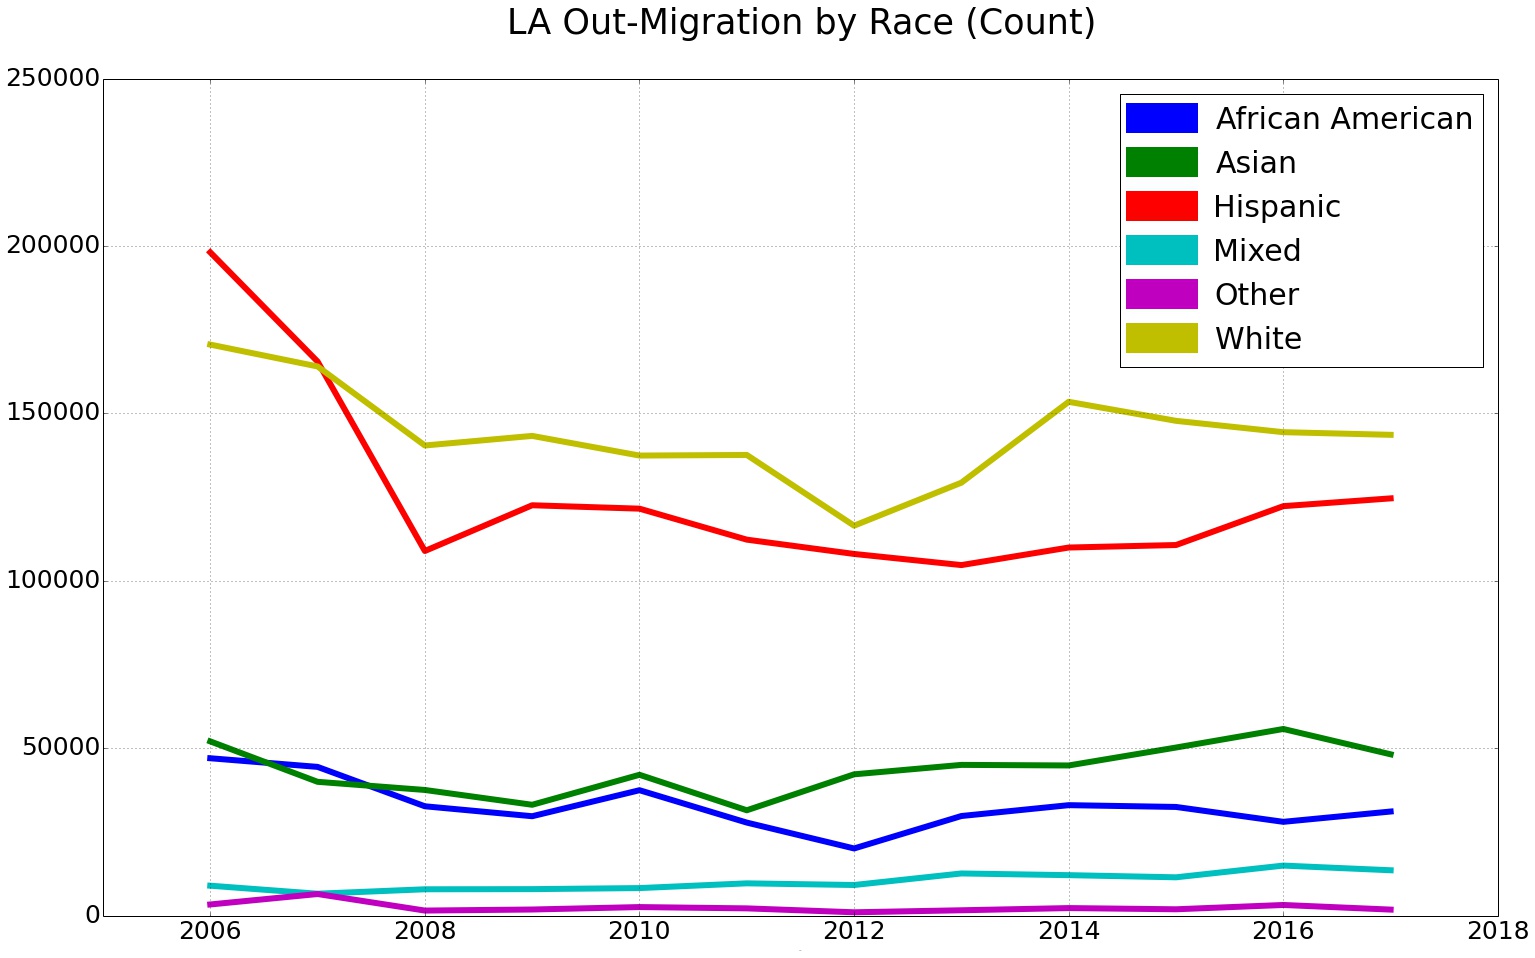 LA Out-Migration by Race (Count)
250000
200000
150000
100000
50000
0
African American
Asian
Hispanic
Mixed
Other
White
2006 2008 2010 2012 2014 2016 2018